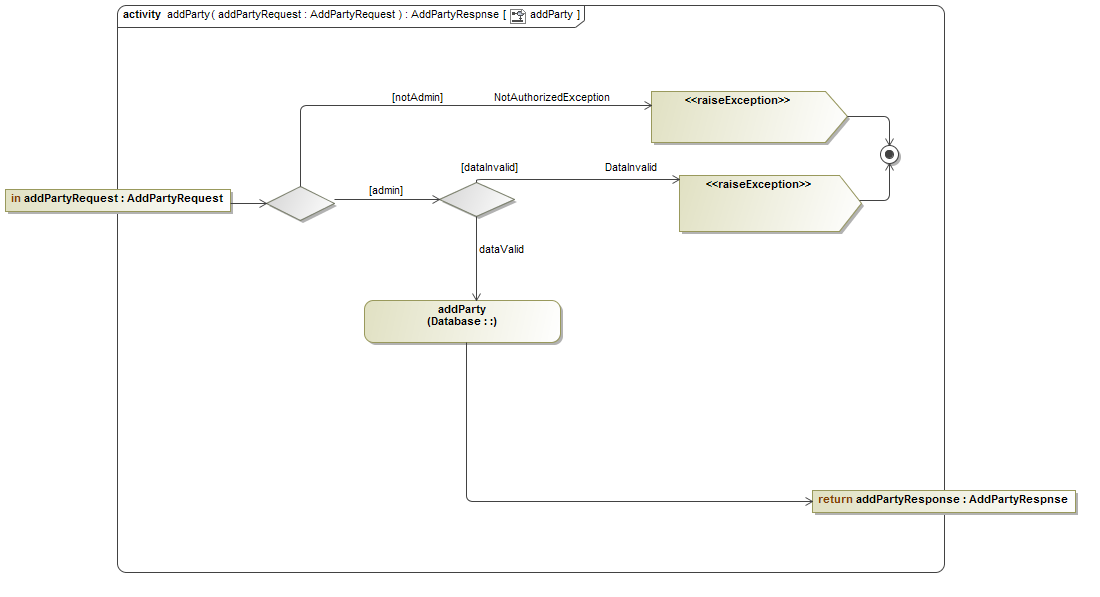 activity addParty( addPartyRequest : AddPartyRequest ) : AddPartyRespnse [ addParty ]
[notAdmin] NotAuthorizedException
<<raiseException>>
[dataInvalid] DataInvalid
<<raiseException>>
in addPartyRequest : AddPartyRequest
[admin]
dataValid
addParty
(Database : :)
return addPartyResponse : AddPartyRespnse